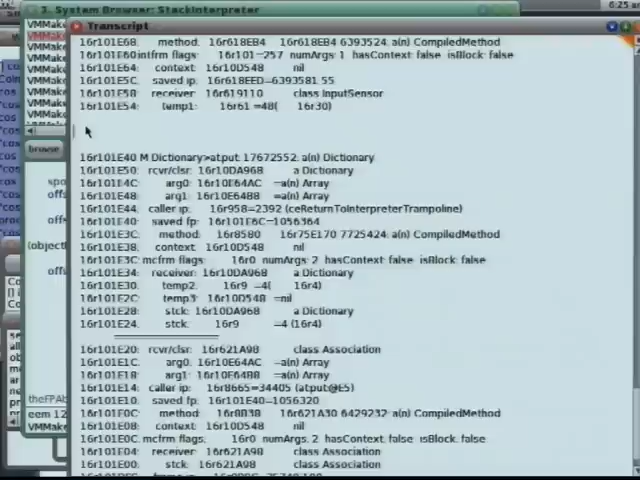 3. System Browser: StackInterpreter
6:25
Transcript
VMMake
16r101E68: method: 16r618EB4 16r618EB4 6393524: a(n) CompiledMethod
16r101E60:intfrm flags: 16r101=257 numArgs: 1 hasContext: false isBlock: false
16r101E64: context: 16r10D548 nil
16r101E5C: saved ip: 16r618EED=6393581 55
16r101E58: receiver: 16r619110 class InputSensor
16r101E54: temp1: 16r61 =48( 16r30)
browse
16r101E40 M Dictionary>at:put: 17672552: a(n) Dictionary
16r101E50: rcvr/clsr: 16r10DA968 a Dictionary
16r101E4C: arg0: 16r10E64AC =a(n) Array
16r101E48: arg1: 16r10E64B8 =a(n) Array
16r101E44: caller ip: 16r958=2392 (ceReturnToInterpreterTrampoline)
16r101E40: saved fp: 16r101E6C=1056364
16r101E3C: method: 16r8580 16r75E170 7725424: a(n) CompiledMethod
16r101E38: context: 16r10D548 nil
16r101E3C: mcfrm flags: 16r0 numArgs: 2 hasContext: false isBlock: false
16r101E34: receiver: 16r10DA968 a Dictionary
16r101E30: temp2: 16r9 =4( 16r4)
16r101E2C: temp3: 16r10D548 =nil
16r101E28: stck: 16r10DA968 a Dictionary
16r101E24: stck: 16r9 =4 (16r4)
16r101E20: rcvr/clsr: 16r621A98 class Association
16r101E1C: arg0: 16r10E64AC =a(n) Array
16r101E18: arg1: 16r10E64B8 =a(n) Array
16r101E14: caller ip: 16r8665=34405 (at:put:@E5)
16r101E10: saved fp: 16r101E40=1056320
16r101E0C: method: 16r8B38 16r621A30 6429232: a(n) CompiledMethod
16r101E08: context: 16r10D548 nil
16r101E0C: mcfrm flags: 16r0 numArgs: 2 hasContext: false isBlock: false
16r101E04: receiver: 16r621A98 class Association
16r101E00: stck: 16r621A98 class Association
theFPAb
eem 12
VMMake